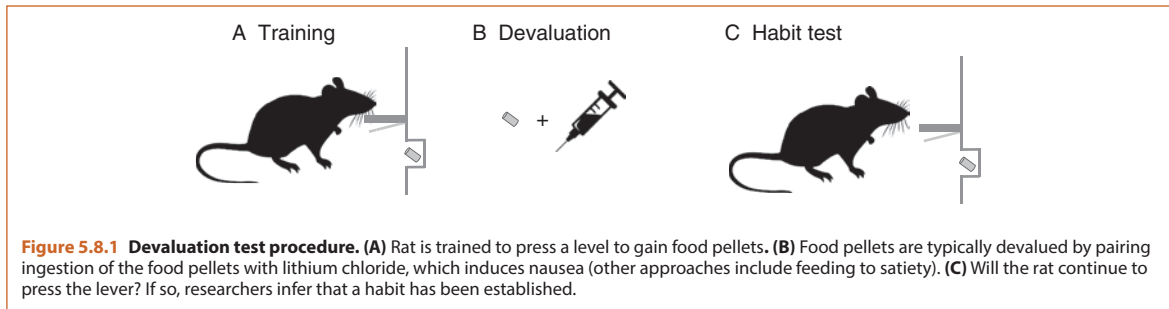 A Training
B Devaluation
C Habit test
+
Figure 5.8.1 Devaluation test procedure. (A) Rat is trained to press a level to gain food pellets. (B) Food pellets are typically devalued by pairing
ingestion of the food pellets with lithium chloride, which induces nausea (other approaches include feeding to satiety). (C) Will the rat continue to
press the lever? If so, researchers infer that a habit has been established.